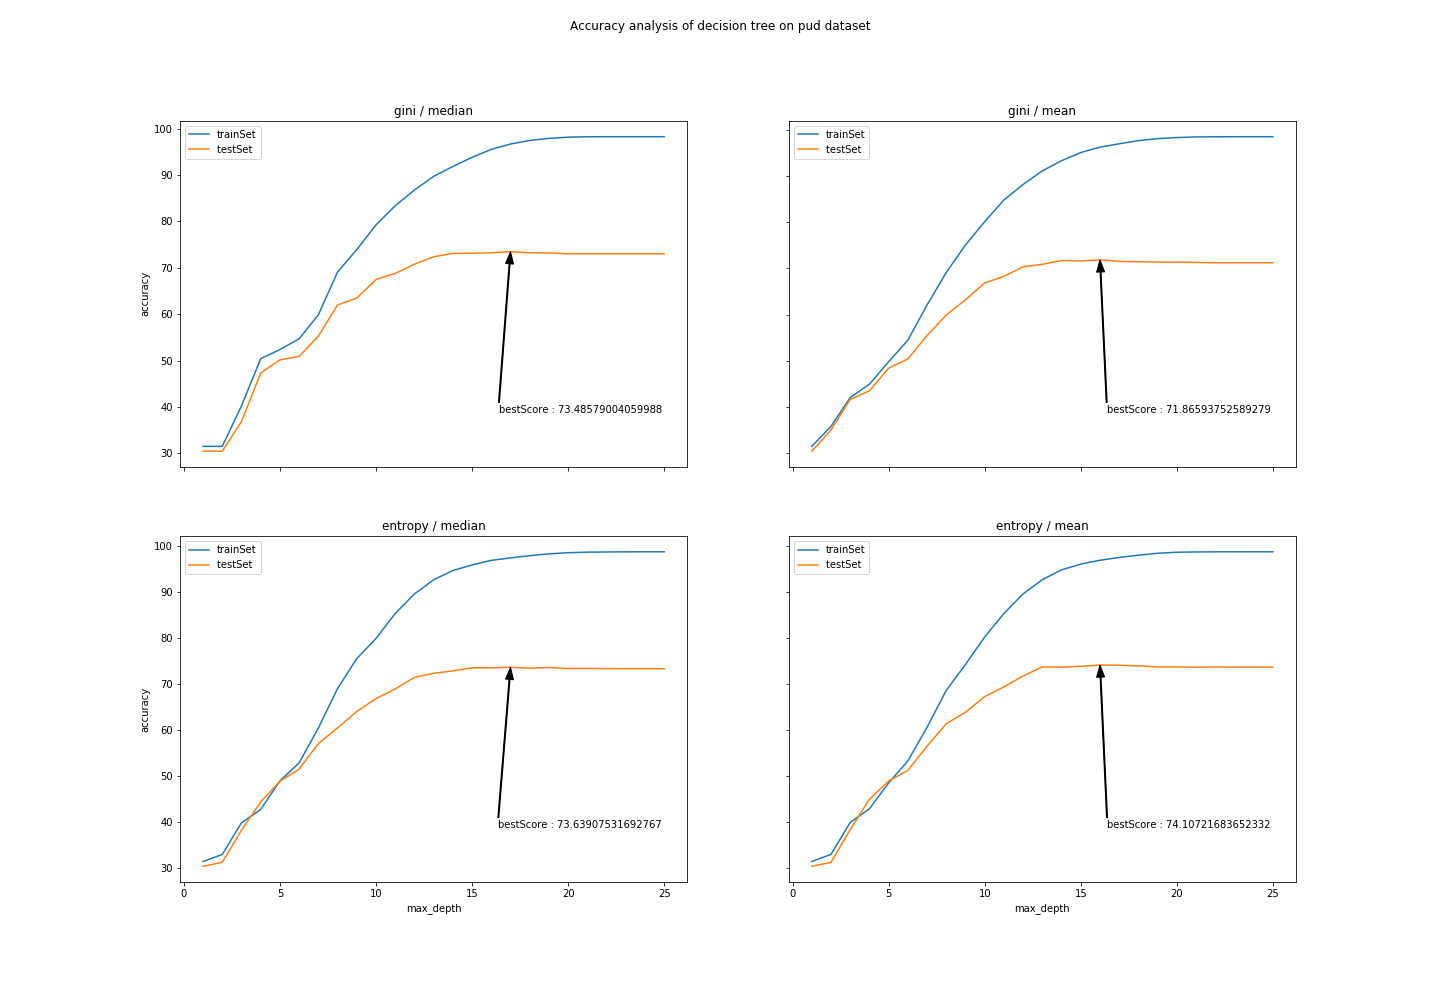 Accuracy analysis of decision tree on pud dataset
gini / median
100
90
80
70
60
50
40
30
accuracy
trainSet
testSet
bestScore : 73.48579004059988
gini / mean
trainSet
testSet
bestScore : 71.86593752589279
entropy / median
100
90
80
70
60
50
40
30
accuracy
trainSet
testSet
bestScore : 73.63907531692767
0 5 10 15 20 25
max_depth
entropy / mean
trainSet
testSet
bestScore : 74.10721683652332
0 5 10 15 20 25
max_depth